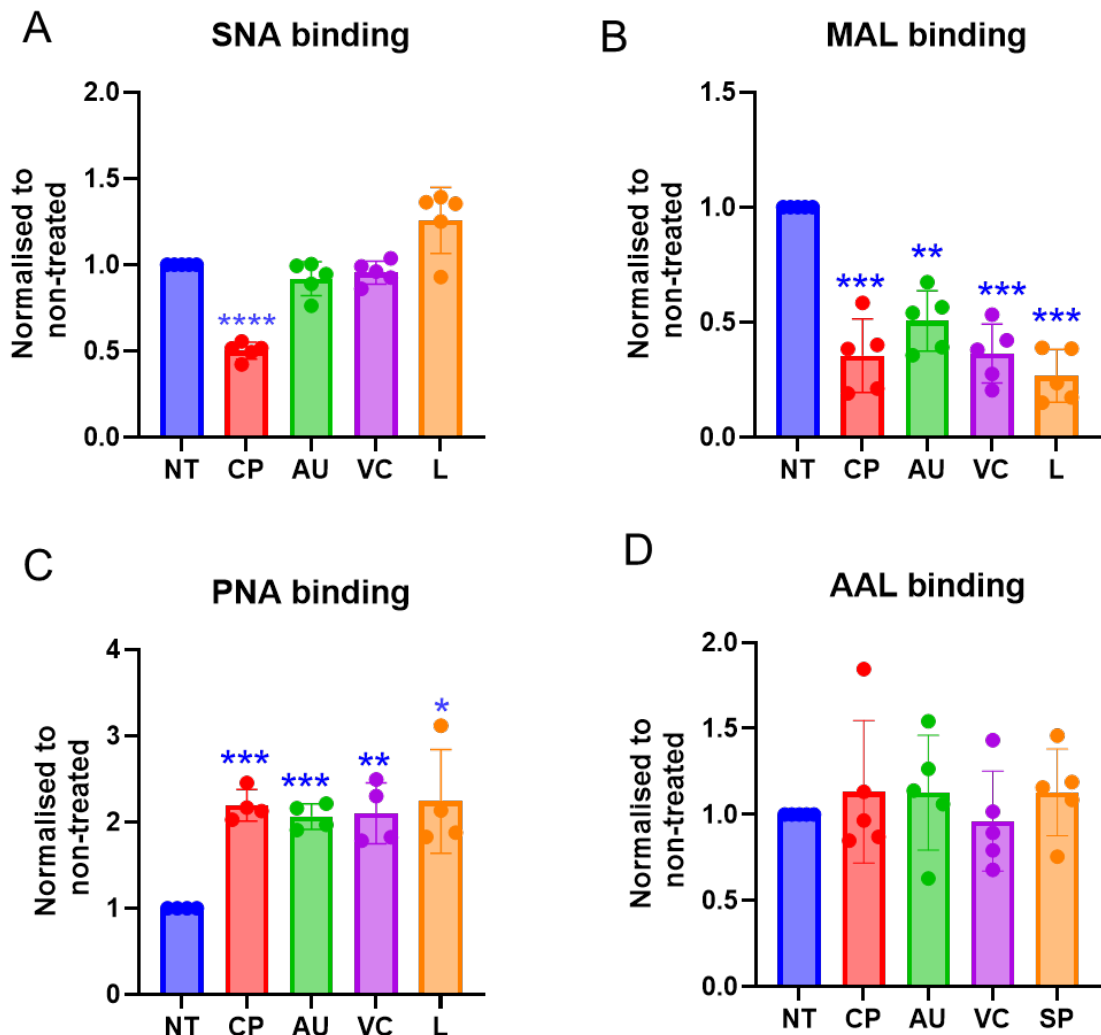 A
SNA binding
Normalised to
non-treated
2.0
1.5
1.0
0.5
0.0
****
NT CP AU VC L
B
MAL binding
Normalised to
non-treated
1.5
1.0
0.5
0.0
***
**
***
***
NT CP AU VC L
C
PNA binding
Normalised to
non-treated
4
3
2
1
0
***
***
**
*
NT CP AU VC L
D
AAL binding
Normalised to
non-treated
2.0
1.5
1.0
0.5
0.0
NT CP AU VC SP